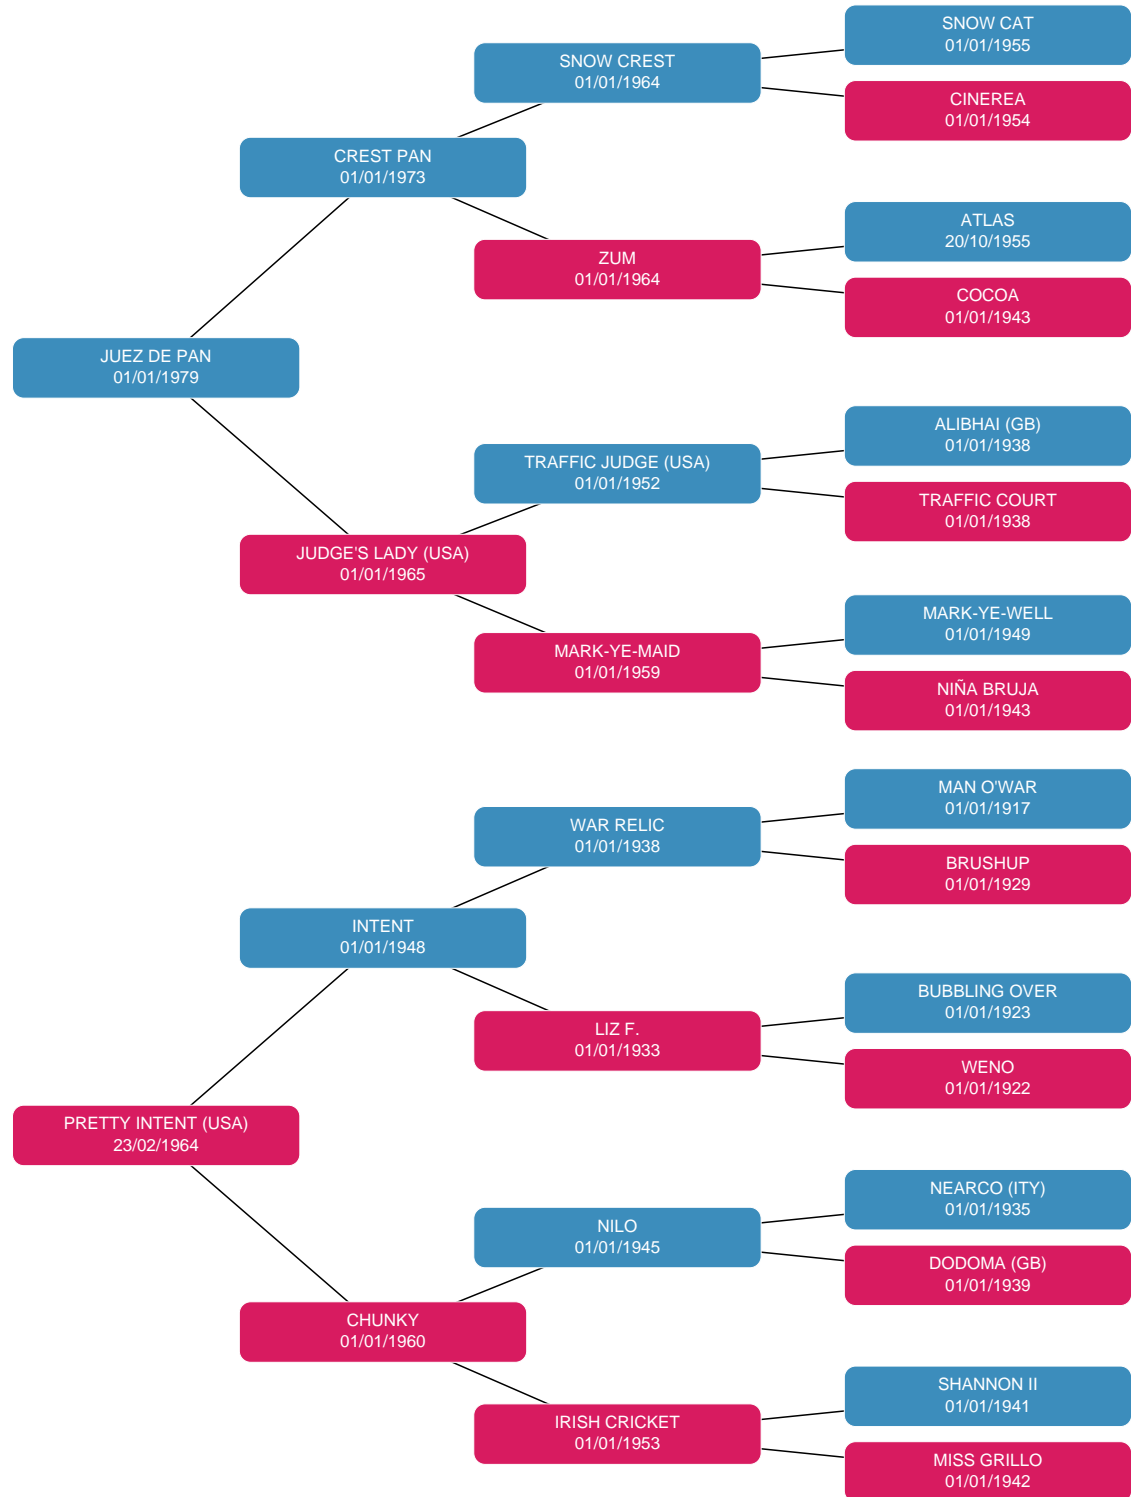 SNOW CAT
01/01/1955
SNOW CREST
01/01/1964
CINEREA
01/01/1954
CREST PAN
01/01/1973
ATLAS
20/10/1955
ZUM
01/01/1964
COCOA
01/01/1943
JUEZ DE PAN
01/01/1979
ALIBHAI (GB)
01/01/1938
TRAFFIC JUDGE (USA)
01/01/1952
TRAFFIC COURT
01/01/1938
JUDGE'S LADY (USA)
01/01/1965
MARK-YE-WELL
01/01/1949
MARK-YE-MAID
01/01/1959
NIÑA BRUJA
01/01/1943
MAN O'WAR
01/01/1917
WAR RELIC
01/01/1938
BRUSHUP
01/01/1929
INTENT
01/01/1948
BUBBLING OVER
01/01/1923
LIZ F.
01/01/1933
WENO
01/01/1922
PRETTY INTENT (USA)
23/02/1964
NEARCO (ITY)
01/01/1935
NILO
01/01/1945
DODOMA (GB)
01/01/1939
CHUNKY
01/01/1960
SHANNON II
01/01/1941
IRISH CRICKET
01/01/1953
MISS GRILLO
01/01/1942